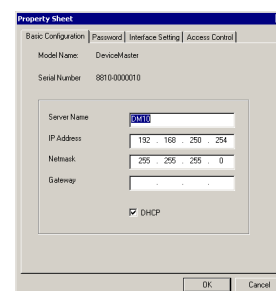 Property Sheet
Basic Configuration Password Interface Setting Access Control
Model Name: DeviceMaster
Serial Number 8810-0000010
Server Name DM10
IP Address 192 . 168 . 250 . 254
Netmask 255 . 255 . 255 . 0
Gateway . . .
DHCP
OK Cancel